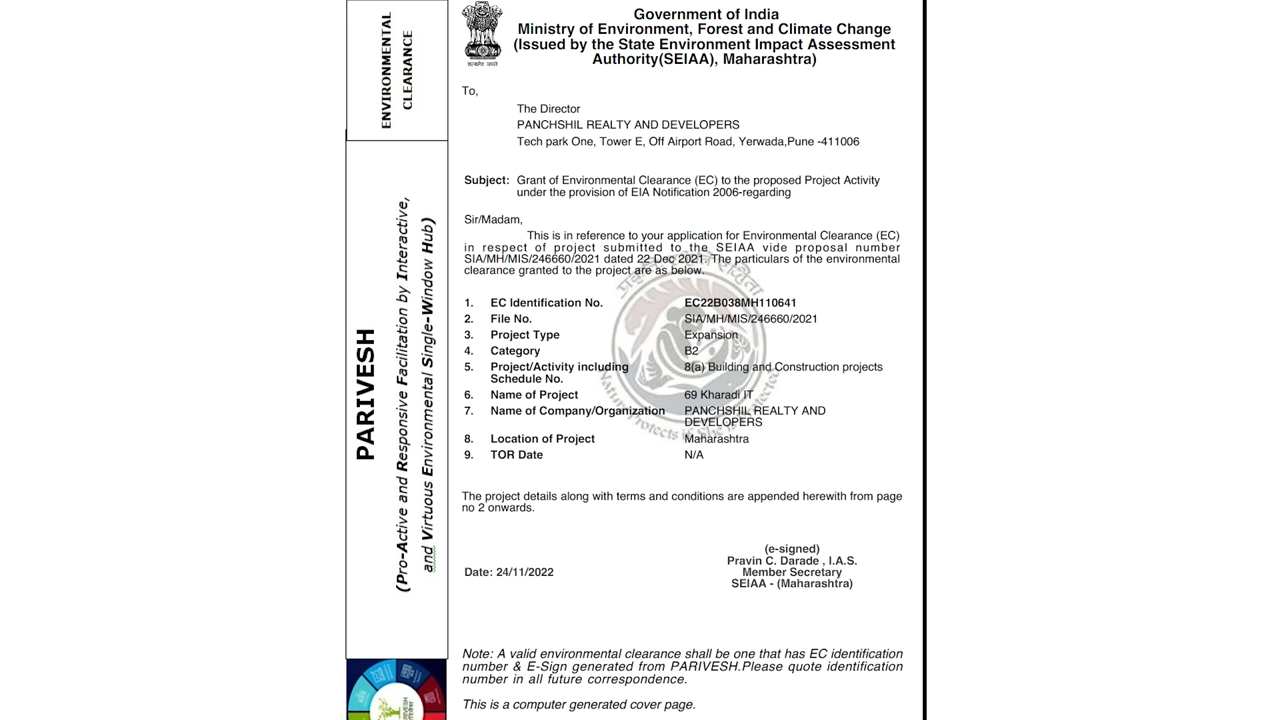 ENVIRONMENTAL
CLEARANCE
PARIVESH
(Pro-Active and Responsive Facilitation by Interactive,
and Virtuous Environmental Single-Window Hub)
सत्यमेव जयते
Government of India
Ministry of Environment, Forest and Climate Change
(Issued by the State Environment Impact Assessment
Authority(SEIAA), Maharashtra)
To,
The Director
PANCHSHIL REALTY AND DEVELOPERS
Tech park One, Tower E, Off Airport Road, Yerwada,Pune -411006
Subject: Grant of Environmental Clearance (EC) to the proposed Project Activity
under the provision of EIA Notification 2006-regarding
Sir/Madam,
This is in reference to your application for Environmental Clearance (EC)
in respect of project submitted to the SEIAA vide proposal number
SIA/MH/MIS/246660/2021 dated 22 Dec 2021. The particulars of the environmental
clearance granted to the project are as below.
1. EC Identification No. EC22B038MH110641
2. File No. SIA/MH/MIS/246660/2021
3. Project Type Expansion
4. Category B2
5. Project/Activity including 8(a) Building and Construction projects
Schedule No.
6. Name of Project 69 Kharadi IT
7. Name of Company/Organization PANCHSHIL REALTY AND
DEVELOPERS
8. Location of Project Maharashtra
9. TOR Date N/A
The project details along with terms and conditions are appended herewith from page
no 2 onwards.
(e-signed)
Pravin C. Darade , I.A.S.
Date: 24/11/2022 Member Secretary
SEIAA - (Maharashtra)
Note: A valid environmental clearance shall be one that has EC identification
number & E-Sign generated from PARIVESH.Please quote identification
number in all future correspondence.
This is a computer generated cover page.